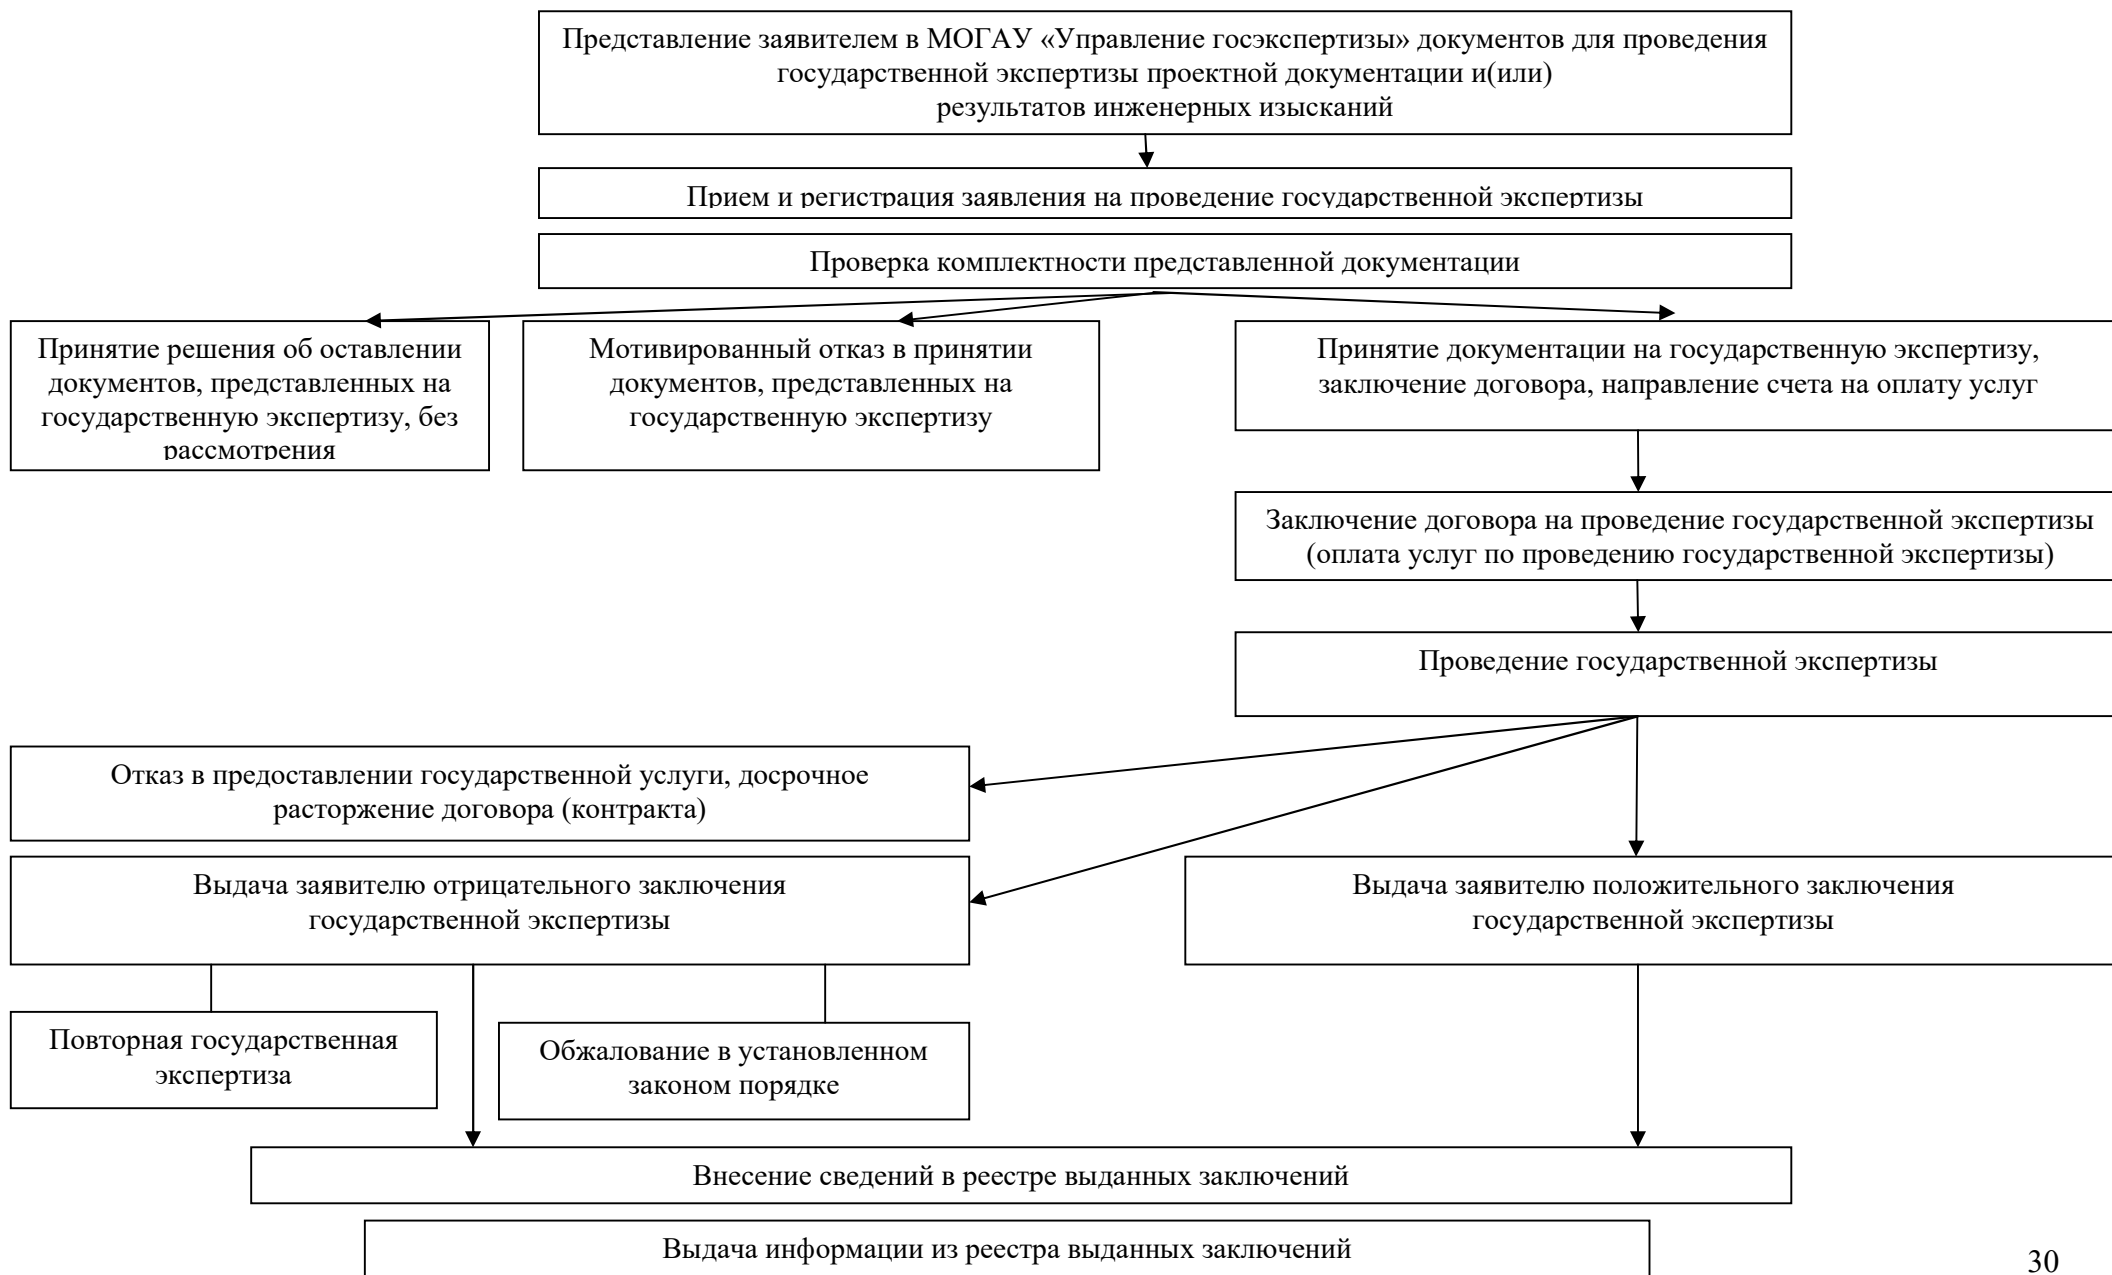 Представление заявителем в МОГАУ «Управление госэкспертизы» документов для проведения
государственной экспертизы проектной документации и(или)
результатов инженерных изысканий
Прием и регистрация заявления на проведение государственной экспертизы
Проверка комплектности представленной документации
Принятие решения об оставлении
документов, представленных на
государственную экспертизу, без
рассмотрения
Мотивированный отказ в принятии
документов, представленных на
государственную экспертизу
Принятие документации на государственную экспертизу,
заключение договора, направление счета на оплату услуг
Заключение договора на проведение государственной экспертизы
(оплата услуг по проведению государственной экспертизы)
Проведение государственной экспертизы
Отказ в предоставлении государственной услуги, досрочное
расторжение договора (контракта)
Выдача заявителю отрицательного заключения
государственной экспертизы
Выдача заявителю положительного заключения
государственной экспертизы
Повторная государственная
экспертиза
Обжалование в установленном
законом порядке
Внесение сведений в реестре выданных заключений
Выдача информации из реестра выданных заключений
30